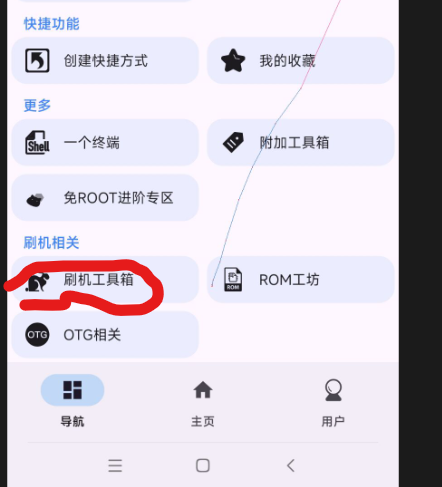 快捷功能
创建快捷方式
我的收藏
更多
Shell
一个终端
附加工具箱
免ROOT进阶专区
刷机相关
刷机工具箱
ROM
ROM工坊
OTG
OTG相关
导航
主页
用户